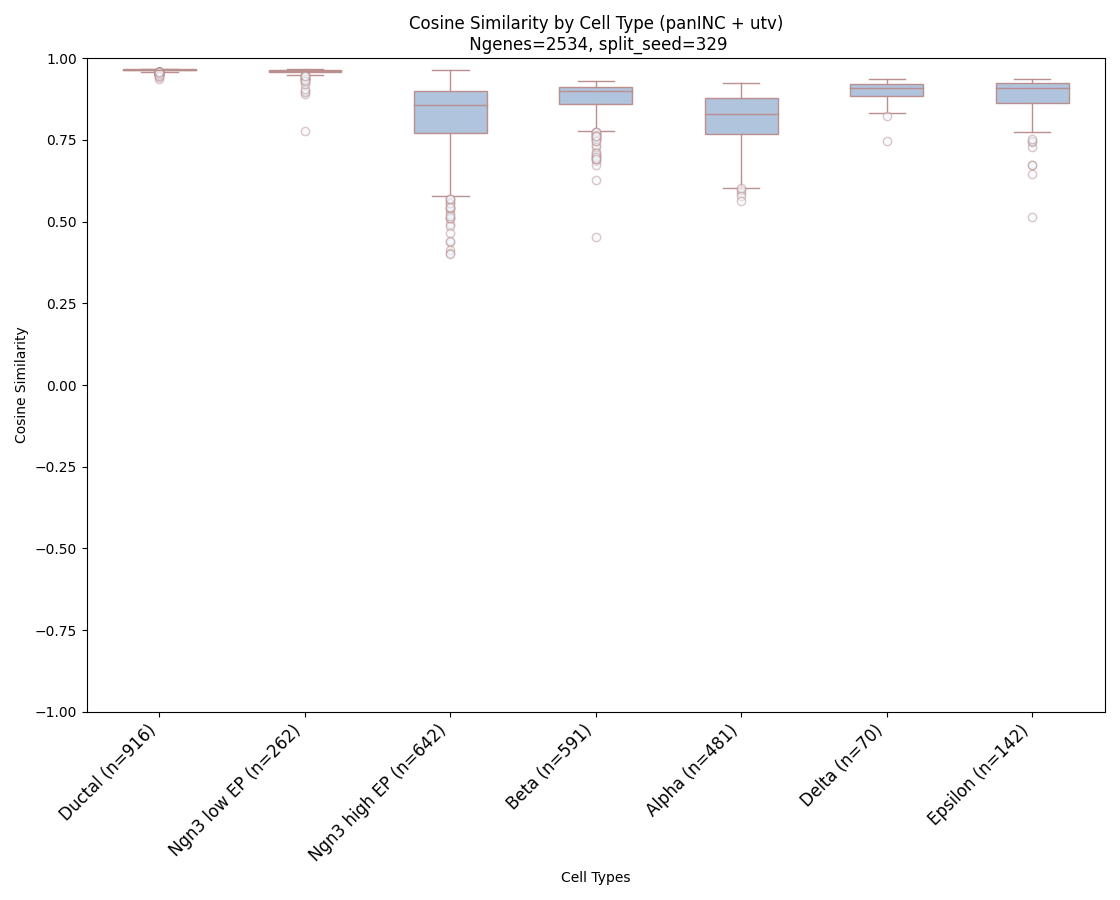 Cosine Similarity by Cell Type (panINC + utv)
Ngenes=2534, split_seed=329
1.00
0.75
0.50
0.25
0.00
−0.25
−0.50
−0.75
−1.00
Cosine Similarity
Ductal (n=916)
Ngn3 low EP (n=262)
Ngn3 high EP (n=642)
Beta (n=591)
Alpha (n=481)
Delta (n=70)
Epsilon (n=142)
Cell Types